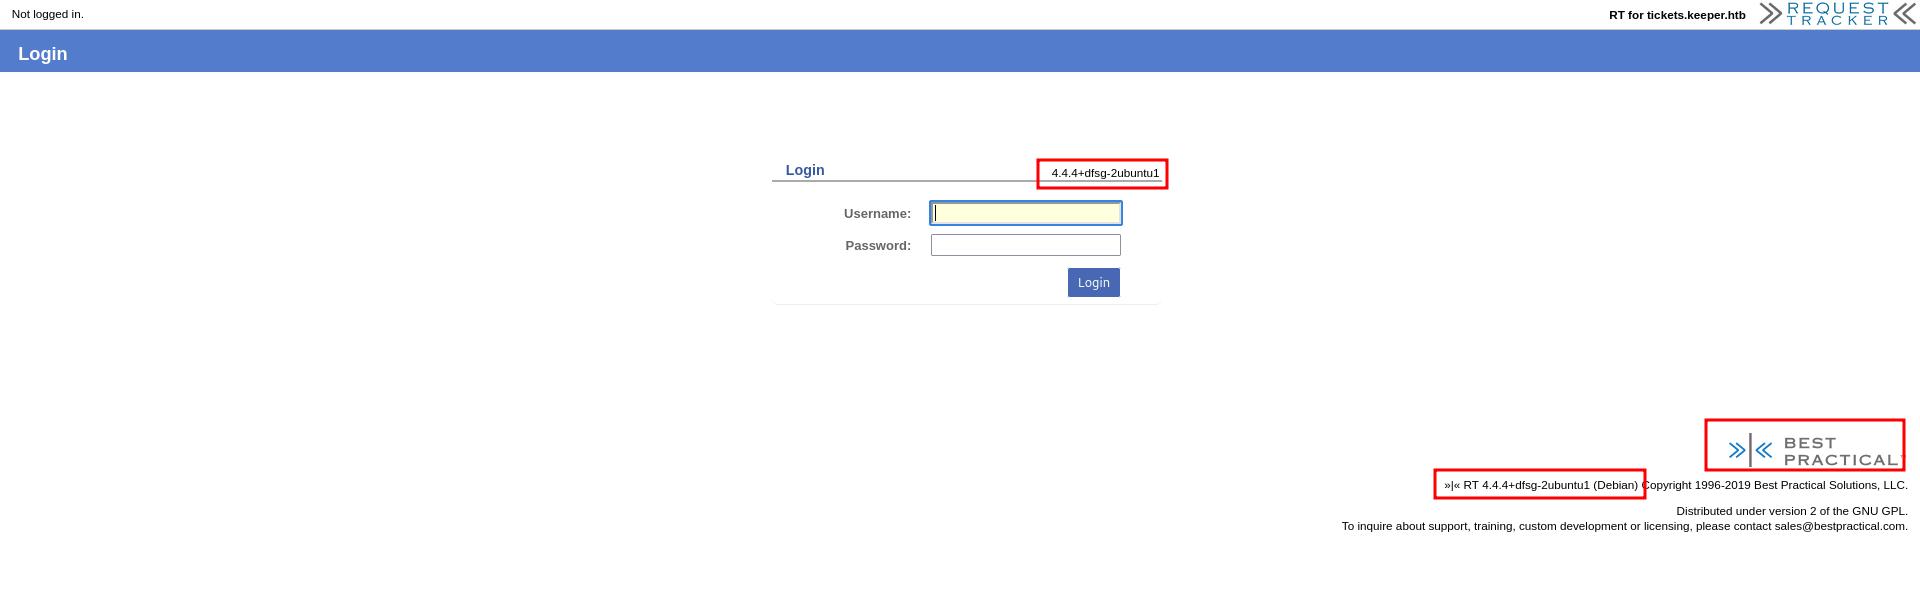 Not logged in.
RT for tickets.keeper.htb
REQUEST
TRACKER
Login
Login
4.4.4+dfsg-2ubuntu1
Username:
Password:
Login
BEST
PRACTICAL
»|« RT 4.4.4+dfsg-2ubuntu1 (Debian) Copyright 1996-2019 Best Practical Solutions, LLC.
Distributed under version 2 of the GNU GPL.
To inquire about support, training, custom development or licensing, please contact sales@bestpractical.com.